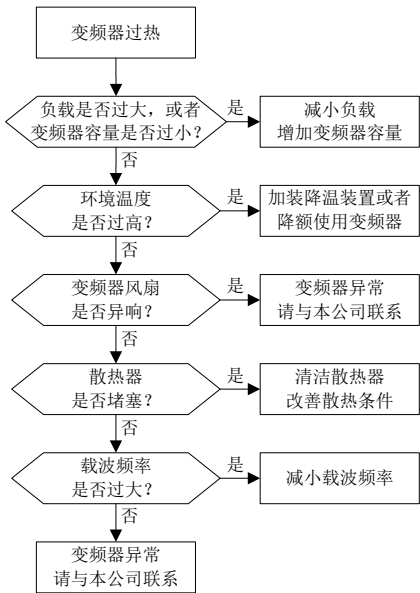 变频器过热
负载是否过大，或者
变频器容量是否过小？
是
减小负载
增加变频器容量
否
环境温度
是否过高？
是
加装降温装置或者
降额使用变频器
否
变频器风扇
是否异响？
是
变频器异常
请与本公司联系
否
散热器
是否堵塞？
是
清洁散热器
改善散热条件
否
载波频率
是否过大？
是
减小载波频率
否
变频器异常
请与本公司联系